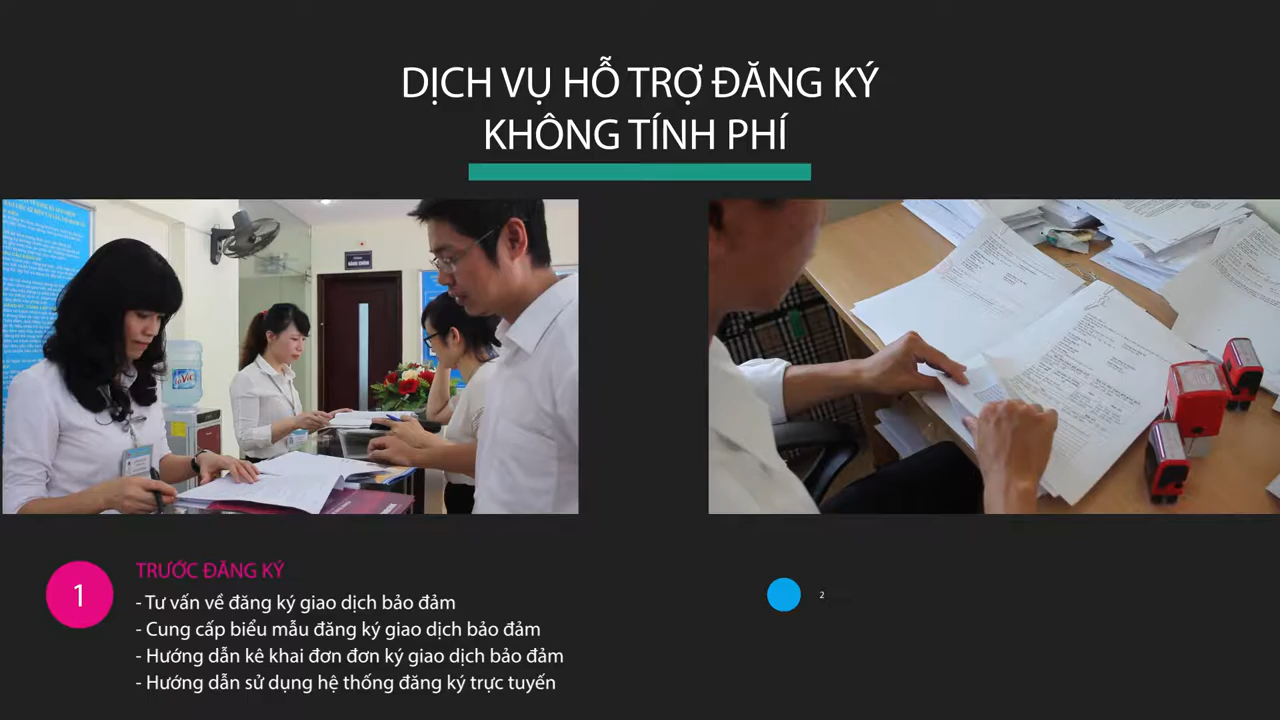 DỊCH VỤ HỖ TRỢ ĐĂNG KÝ
KHÔNG TÍNH PHÍ
1
TRƯỚC ĐĂNG KÝ
- Tư vấn về đăng ký giao dịch bảo đảm
- Cung cấp biểu mẫu đăng ký giao dịch bảo đảm
- Hướng dẫn kê khai đơn đơn ký giao dịch bảo đảm
- Hướng dẫn sử dụng hệ thống đăng ký trực tuyến
2